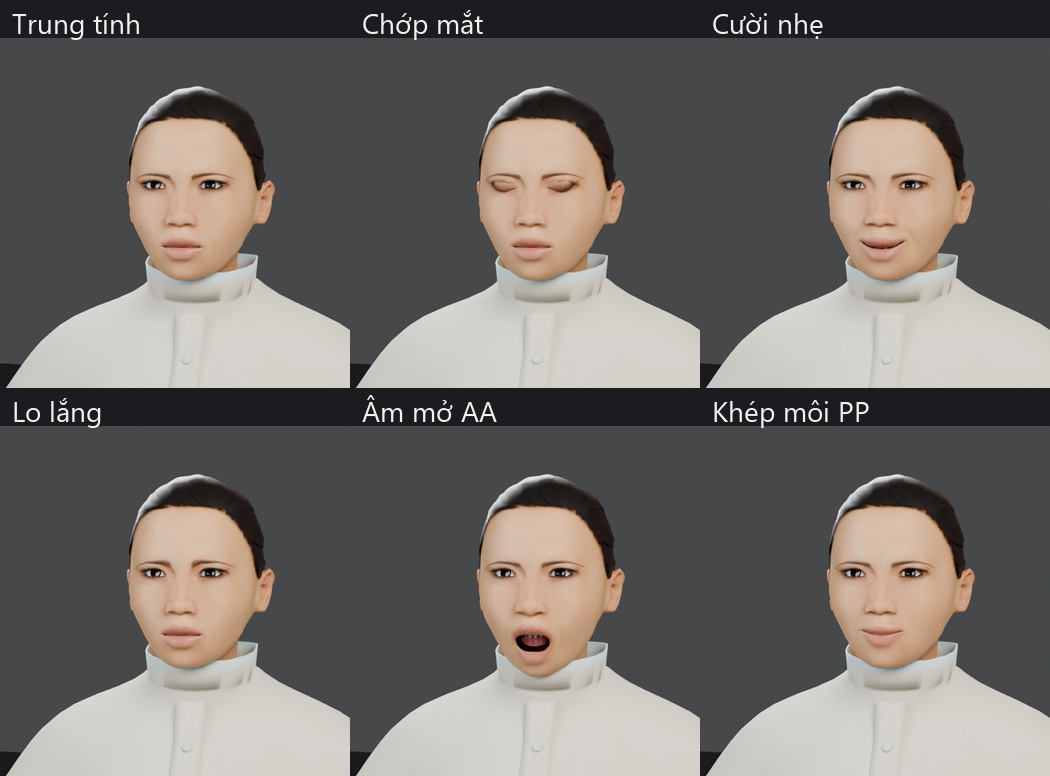 Trung tính
Chớp mắt
Cười nhẹ
Lo lắng
Âm mở AA
Khép môi PP